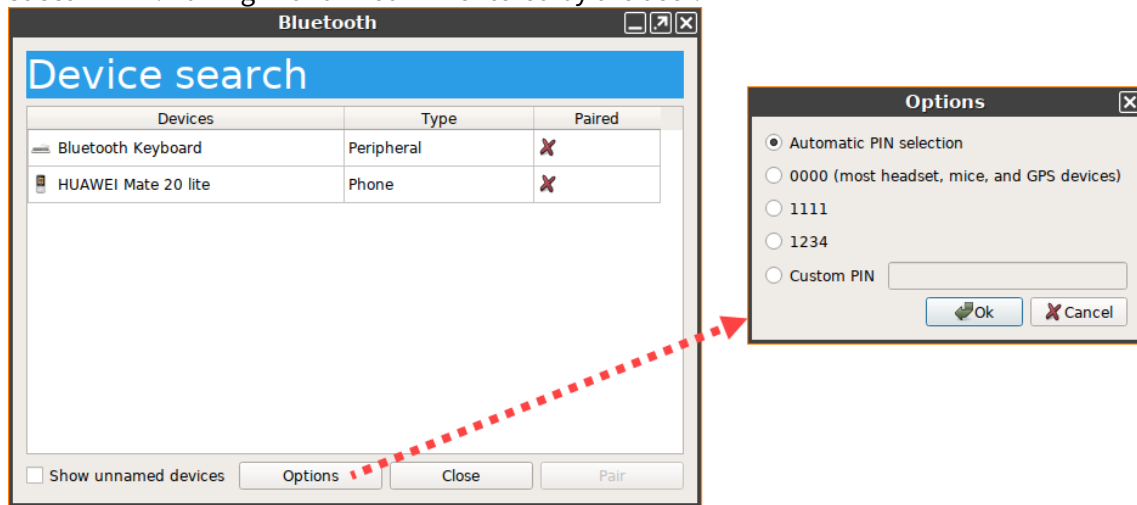 Bluetooth
Device search
Devices Type Paired
Bluetooth Keyboard Peripheral
HUAWEI Mate 20 lite Phone
Show unnamed devices Options Close Pair
Options
Automatic PIN selection
0000 (most headset, mice, and GPS devices)
1111
1234
Custom PIN
Ok Cancel